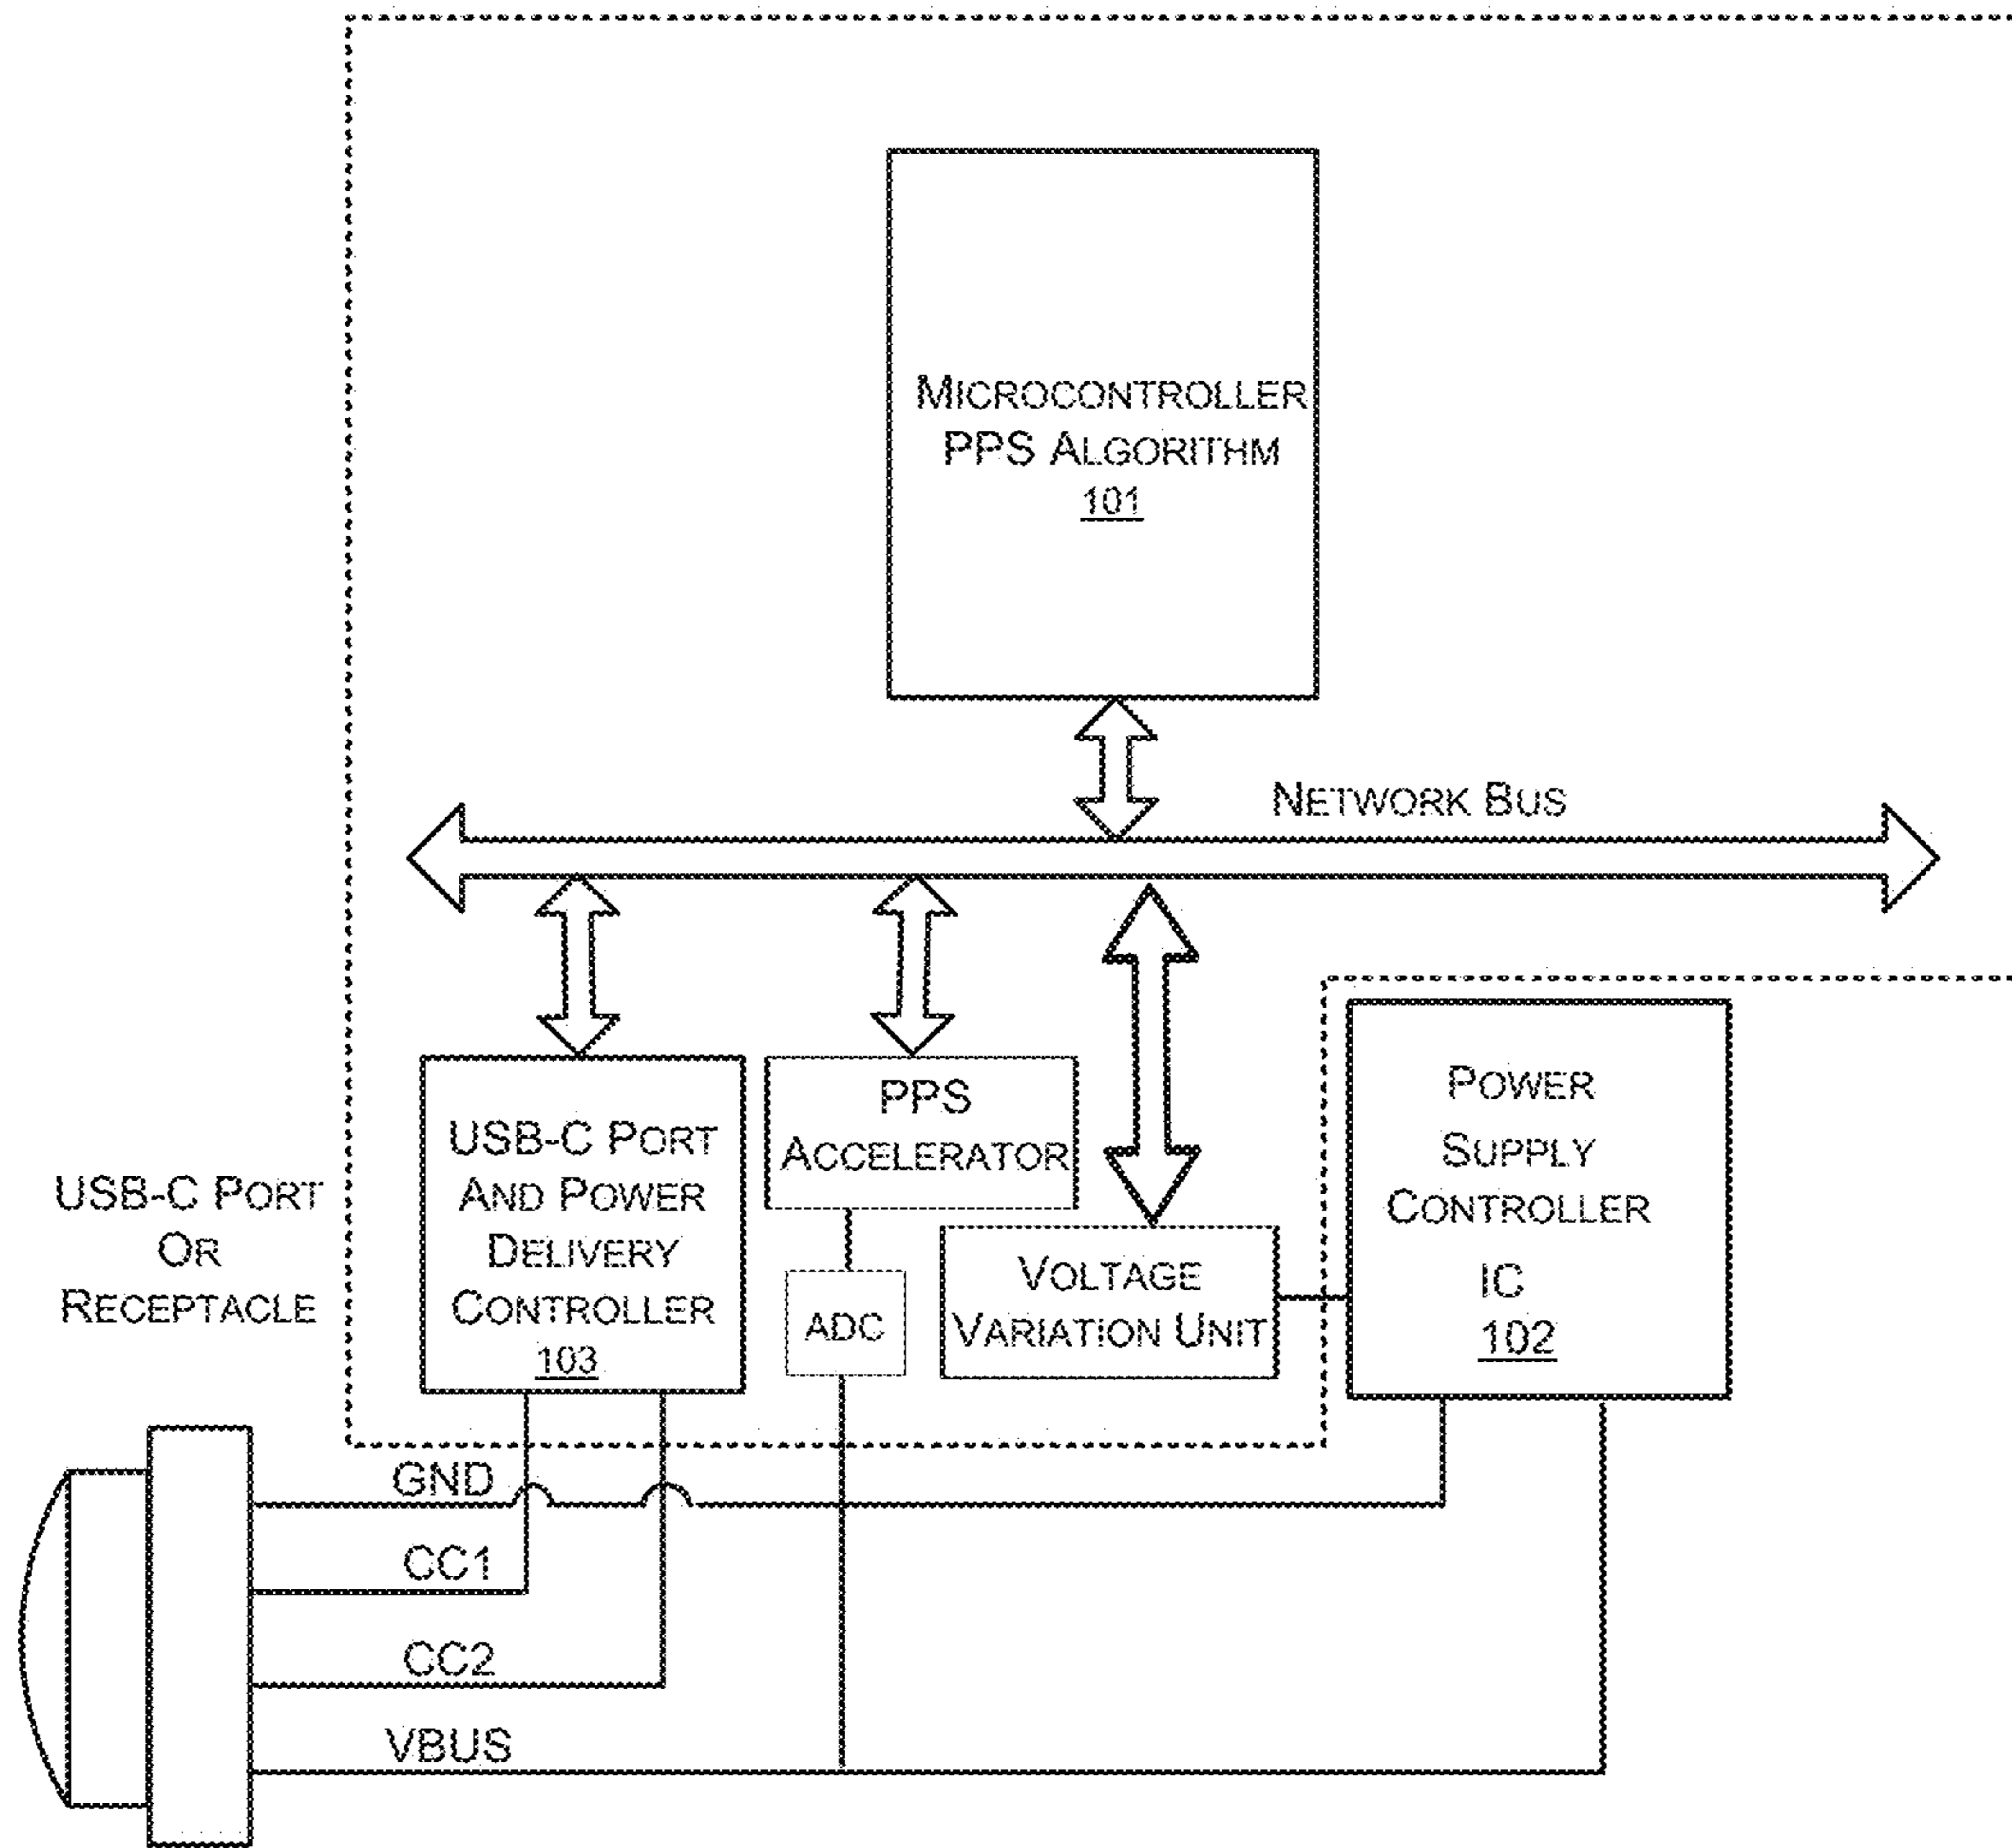 MICROCONTROLLER
PPS ALGORITHM
101
NETWORK BUS
USB-C PORT
AND POWER
DELIVERY
CONTROLLER
103
PPS
ACCELERATOR
ADC
VOLTAGE
VARIATION UNIT
POWER
SUPPLY
CONTROLLER
IC
102
USB-C PORT
OR
RECEPTACLE
GND
CC1
CC2
VBUS